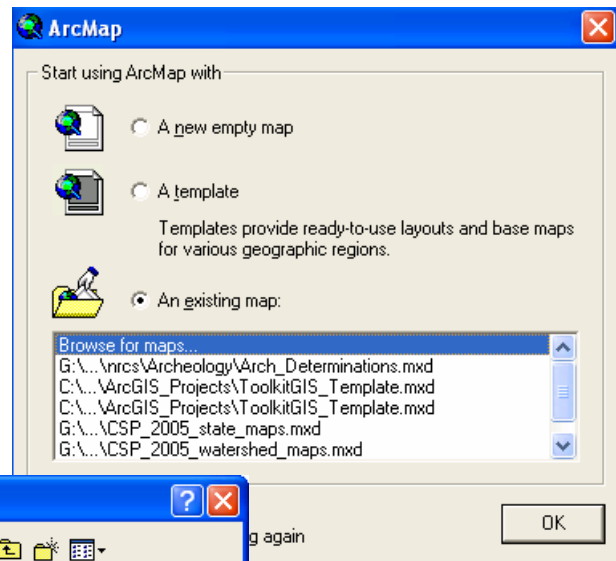 ArcMap
Start using ArcMap with
A new empty map
A template
Templates provide ready-to-use layouts and base maps
for various geographic regions.
An existing map:
Browse for maps...
G:\...\nrcs\Archeology\Arch_Determinations.mxd
C:\...\ArcGIS_Projects\ToolkitGIS_Template.mxd
C:\...\ArcGIS_Projects\ToolkitGIS_Template.mxd
G:\...\CSP_2005_state_maps.mxd
G:\...\CSP_2005_watershed_maps.mxd
again
OK